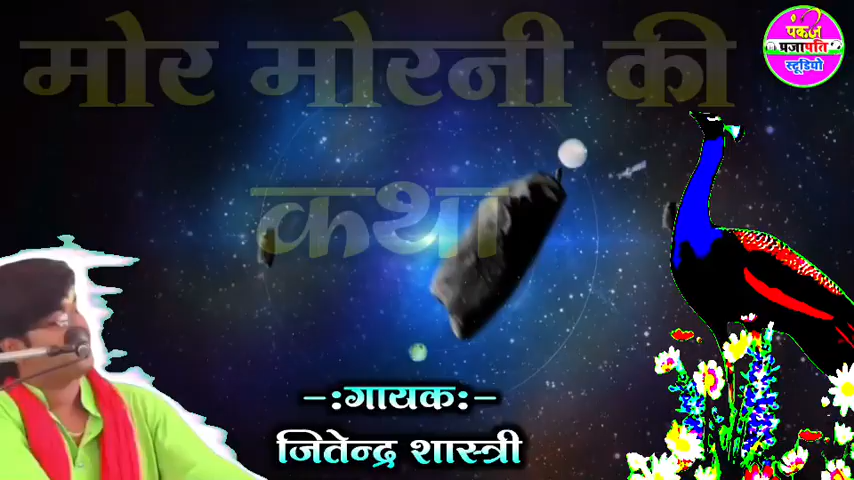 मोर मोरनी की
कथा
पंकज
प्रजापति
स्टूडियो
-:गायक:-
जितेन्द्र शास्त्री